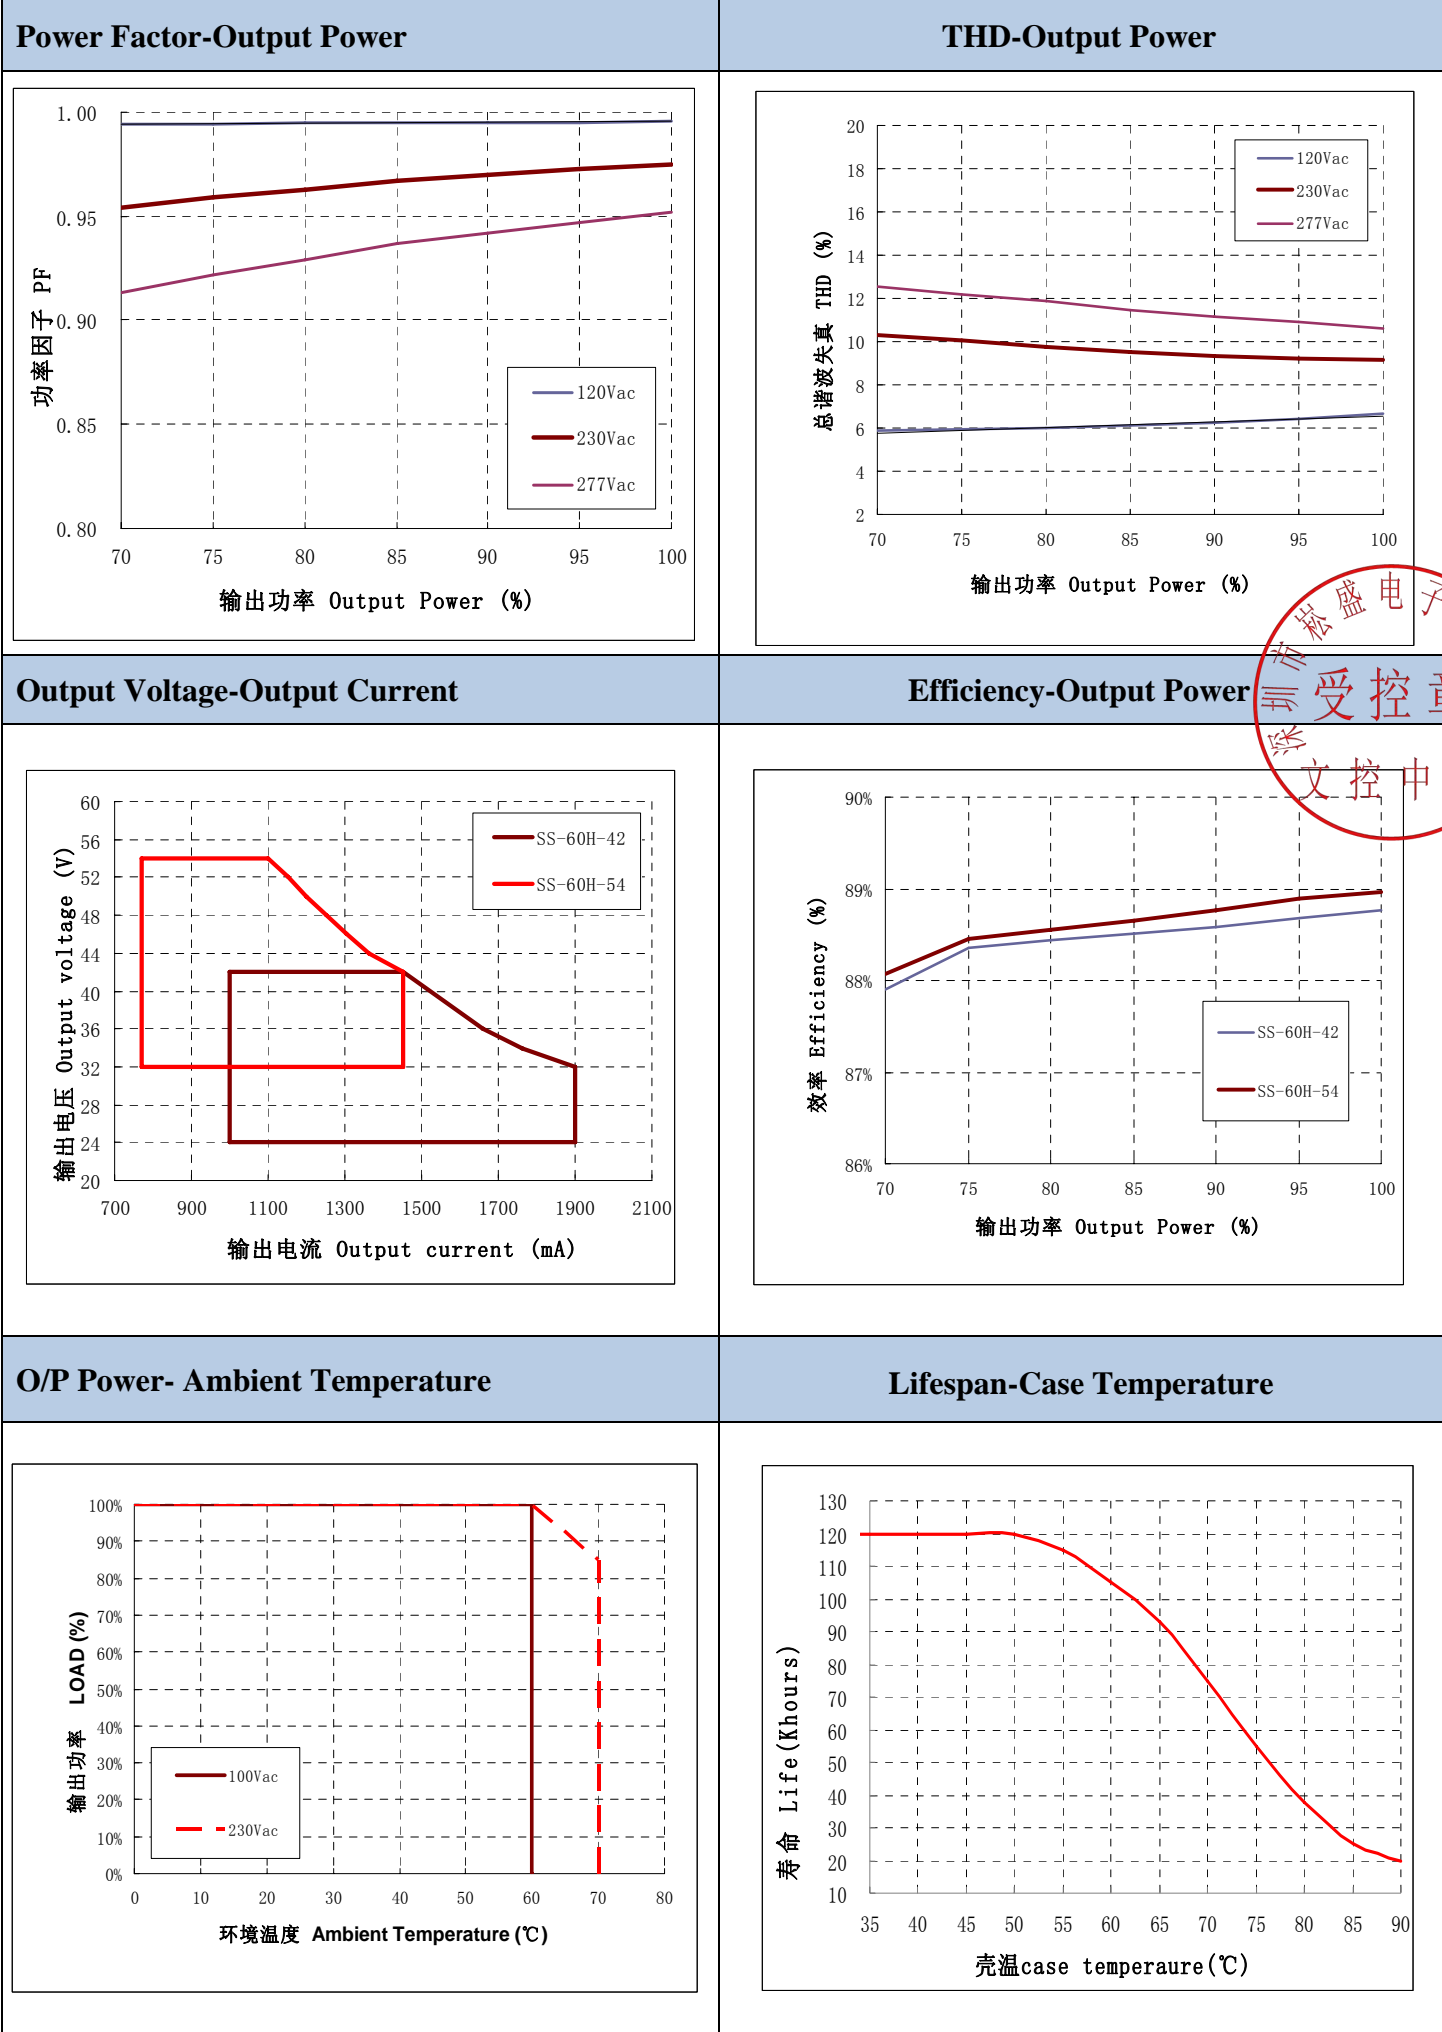 Power Factor-Output Power
THD-Output Power
1.00
0.95
0.90
0.85
0.80
功率因子 PF
120Vac
230Vac
277Vac
70 75 80 85 90 95 100
输出功率 Output Power (%)
20
18
16
14
12
10
8
6
4
2
总谐波失真 THD (%)
120Vac
230Vac
277Vac
70 75 80 85 90 95 100
输出功率 Output Power (%)
深圳市崧盛电子
受控章
文控中
Output Voltage-Output Current
Efficiency-Output Power
60
56
52
48
44
40
36
32
28
24
20
输出电压 Output voltage (V)
SS-60H-42
SS-60H-54
700 900 1100 1300 1500 1700 1900 2100
输出电流 Output current (mA)
90%
89%
88%
87%
86%
效率 Efficiency (%)
SS-60H-42
SS-60H-54
70 75 80 85 90 95 100
输出功率 Output Power (%)
O/P Power- Ambient Temperature
Lifespan-Case Temperature
100%
90%
80%
70%
60%
50%
40%
30%
20%
10%
0%
输出功率 LOAD (%)
100Vac
230Vac
0 10 20 30 40 50 60 70 80
环境温度 Ambient Temperature (℃)
130
120
110
100
90
80
70
60
50
40
30
20
10
寿命 Life(Khours)
35 40 45 50 55 60 65 70 75 80 85 90
壳温case temperaure(℃)